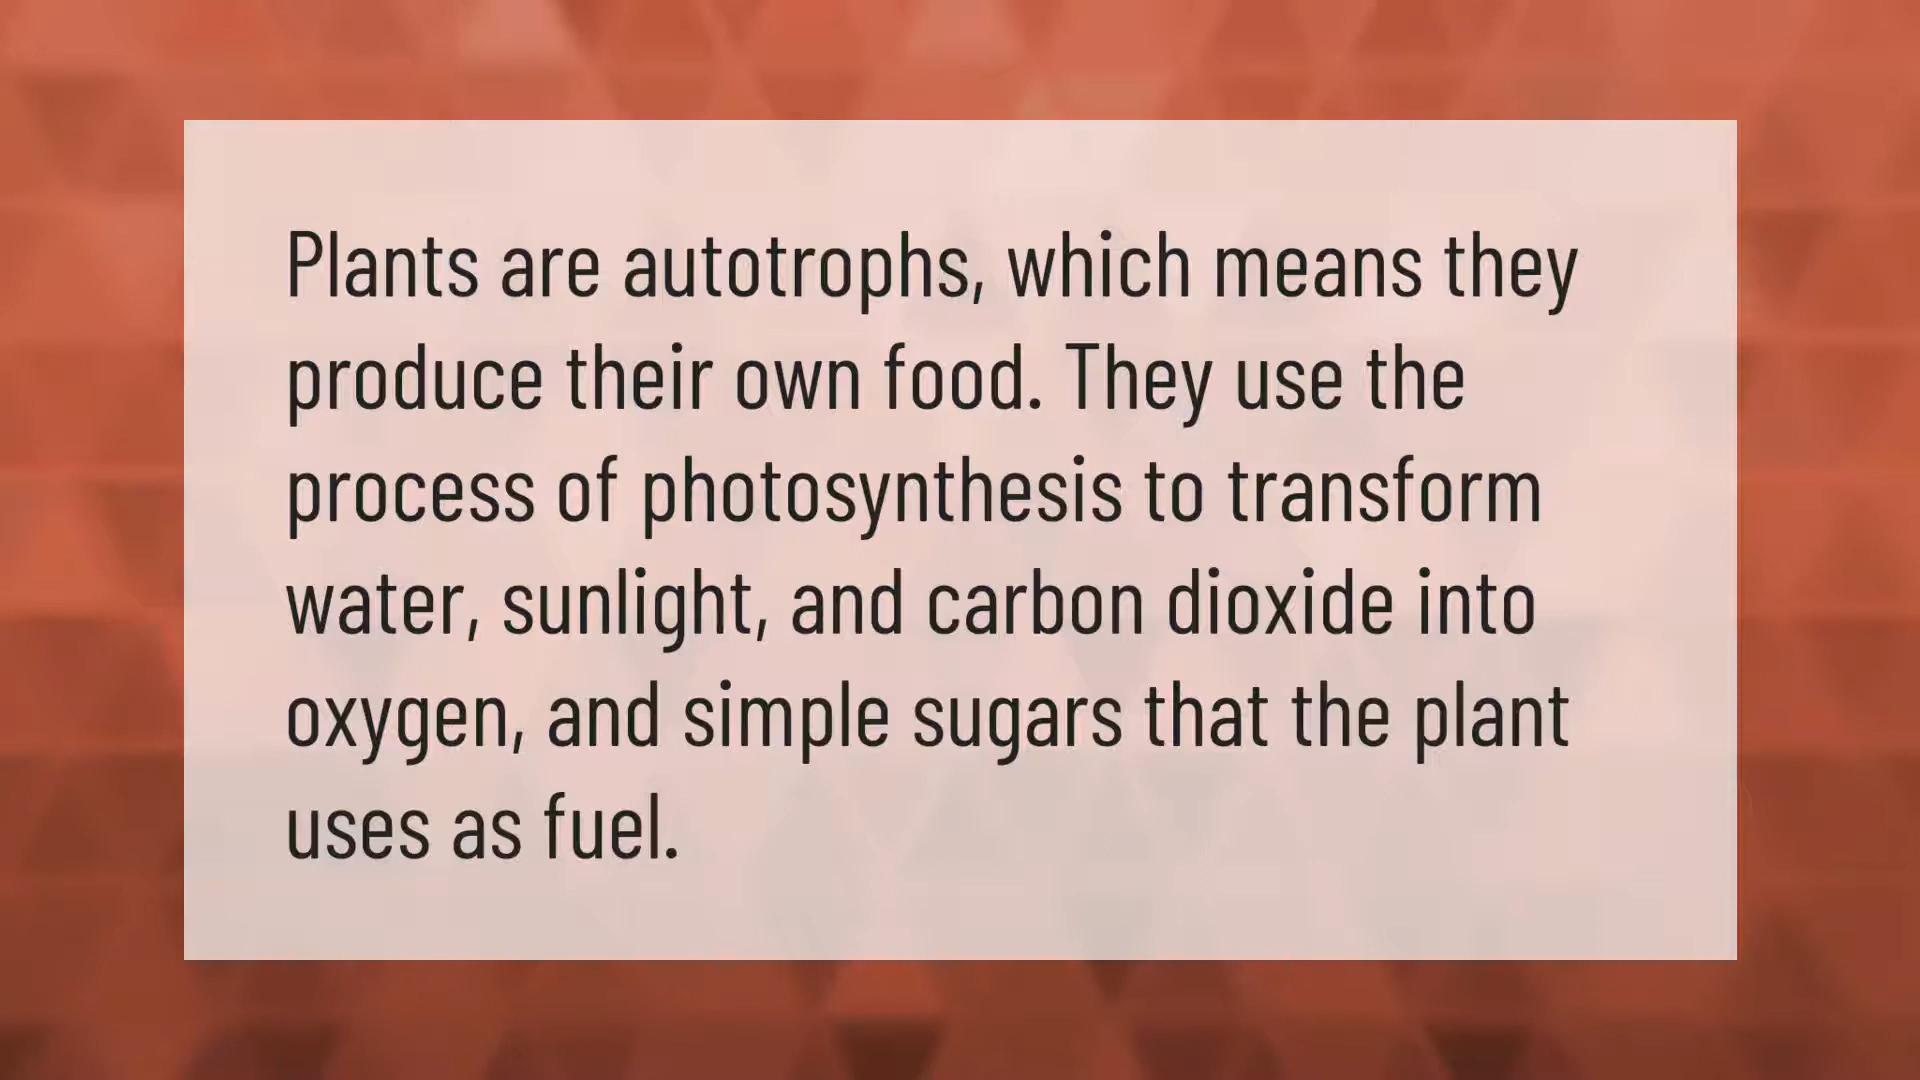 Plants are autotrophs, which means they
produce their own food. They use the
process of photosynthesis to transform
water, sunlight, and carbon dioxide into
oxygen, and simple sugars that the plant
uses as fuel.